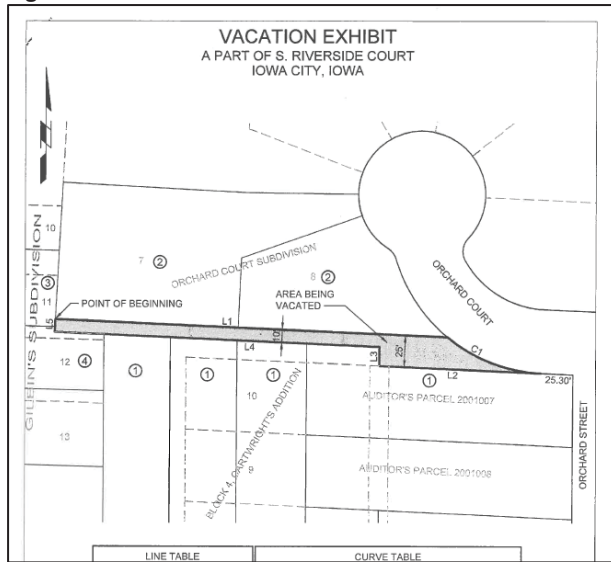 VACATION EXHIBIT
A PART OF S. RIVERSIDE COURT
IOWA CITY, IOWA
10
7 ②
ORCHARD COURT SUBDIVISION
8 ②
③
11
GILBIN'S SUBDIVISION
POINT OF BEGINNING
AREA BEING
VACATED
ORCHARD COURT
L5
L1
10'
L4
L3
25'
C1
L2
25.30'
12 ④
①
①
①
①
10
AUDITOR'S PARCEL 2001007
13
BLOCK 4, CARTWRIGHT'S ADDITION
9
AUDITOR'S PARCEL 2001008
ORCHARD STREET
LINE TABLE
CURVE TABLE